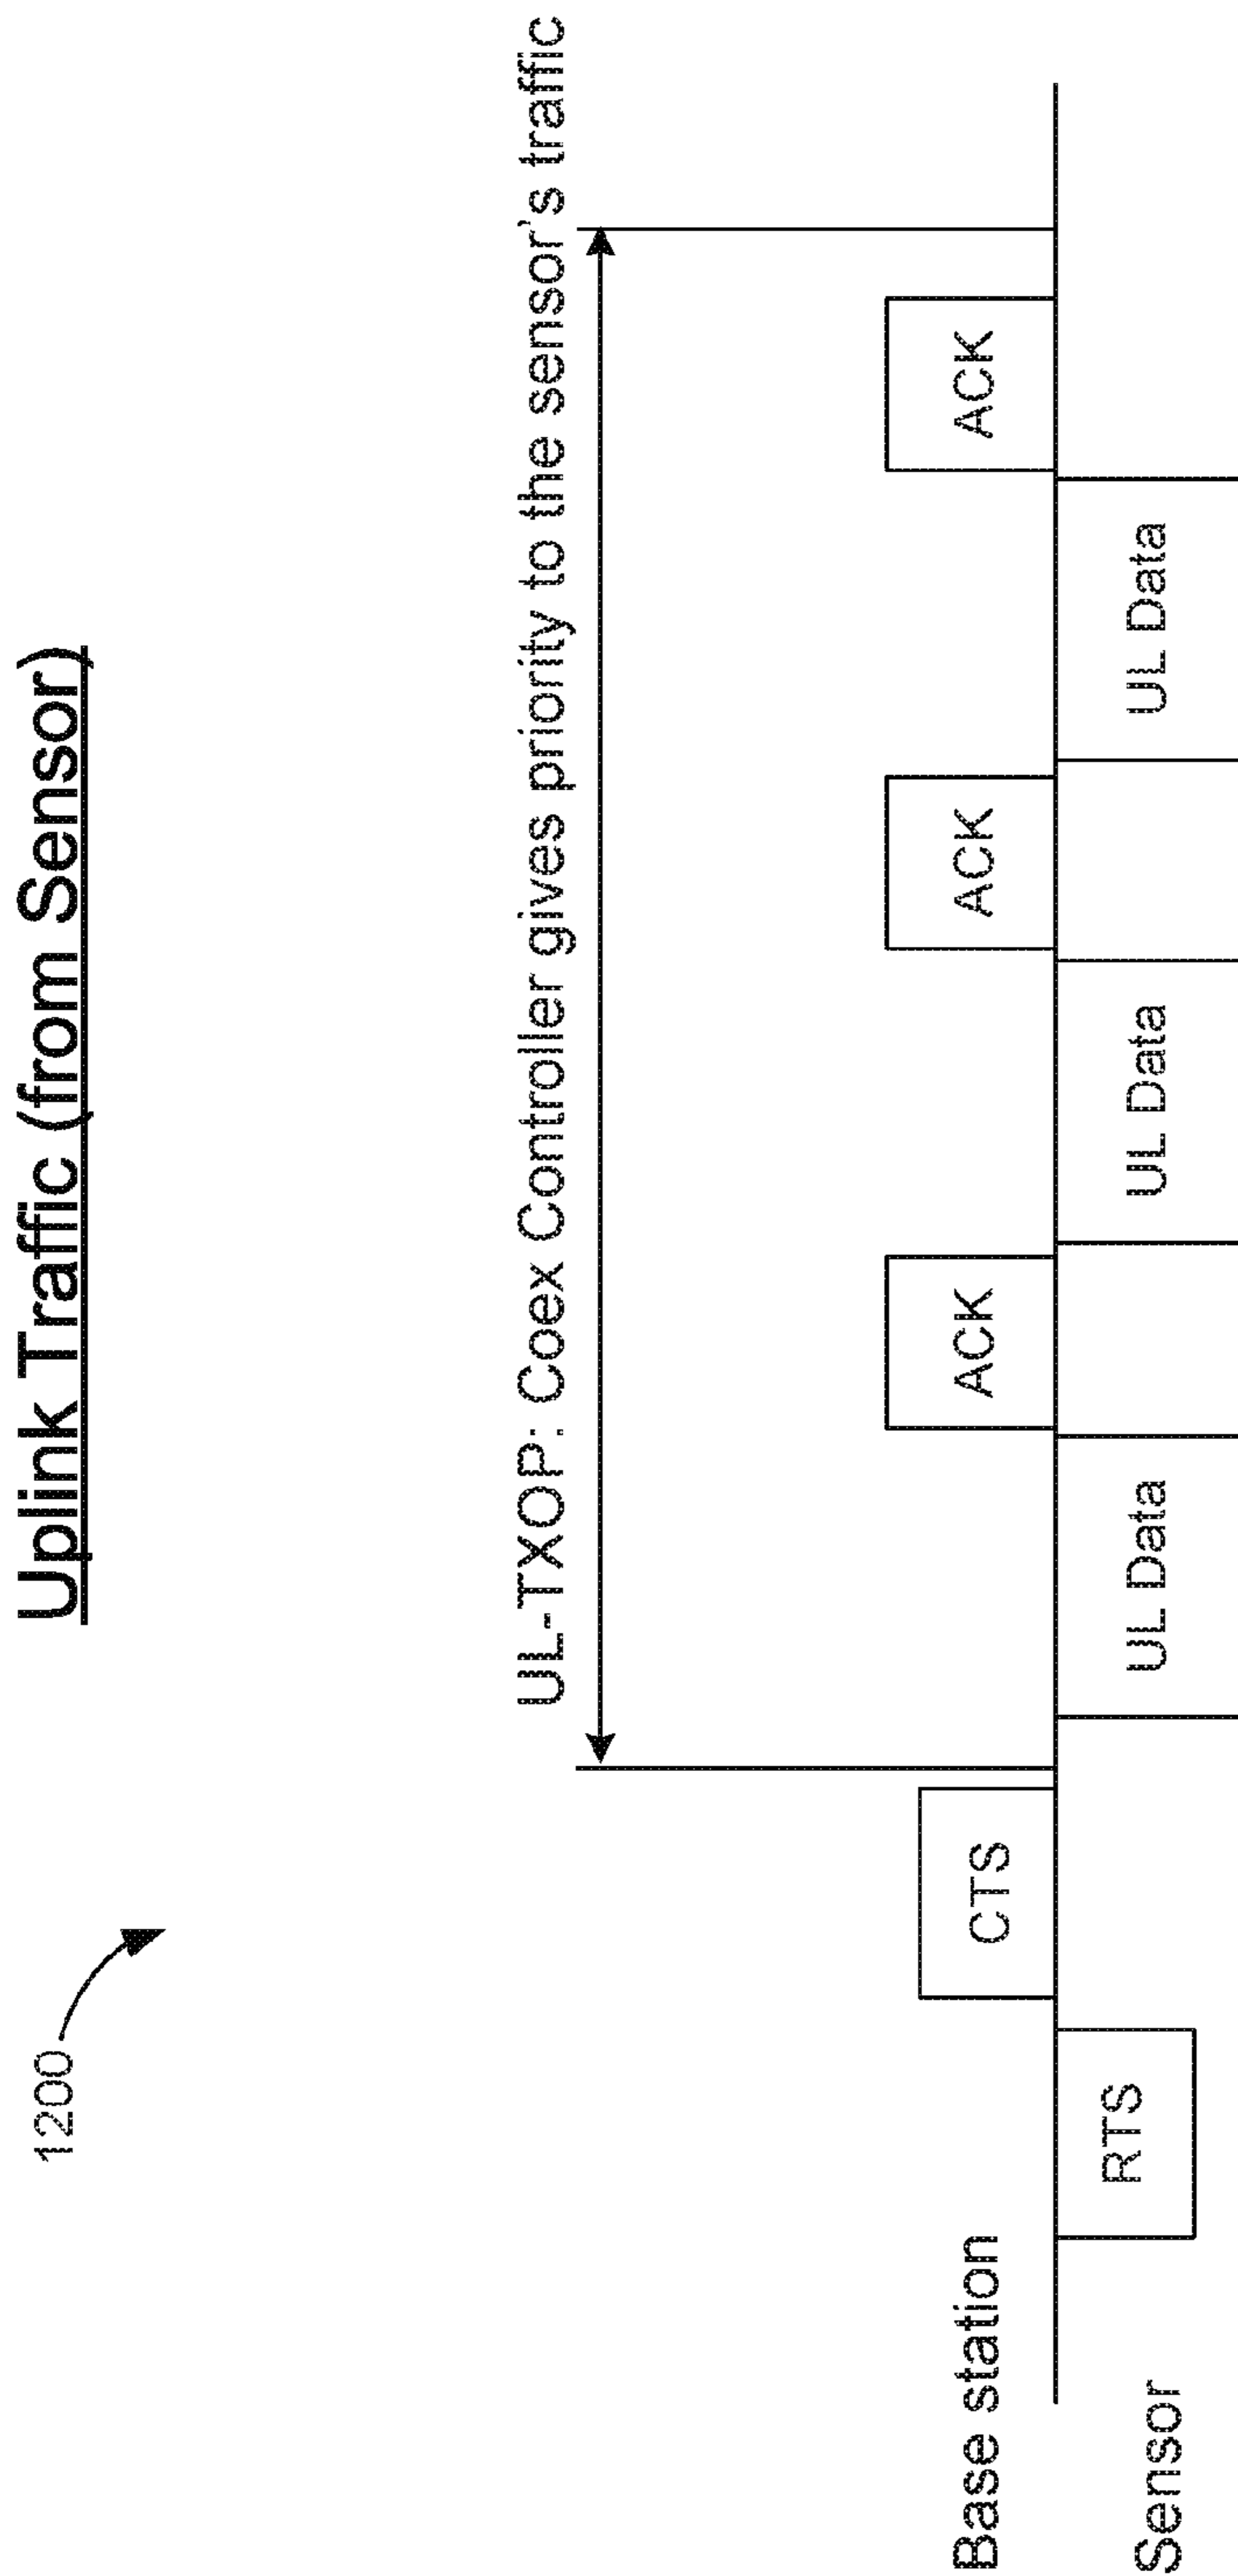 Uplink Traffic (from Sensor)
1200
UL-TXOP: Coex Controller gives priority to the sensor's traffic
Base station
CTS
ACK
ACK
ACK
Sensor
RTS
UL Data
UL Data
UL Data